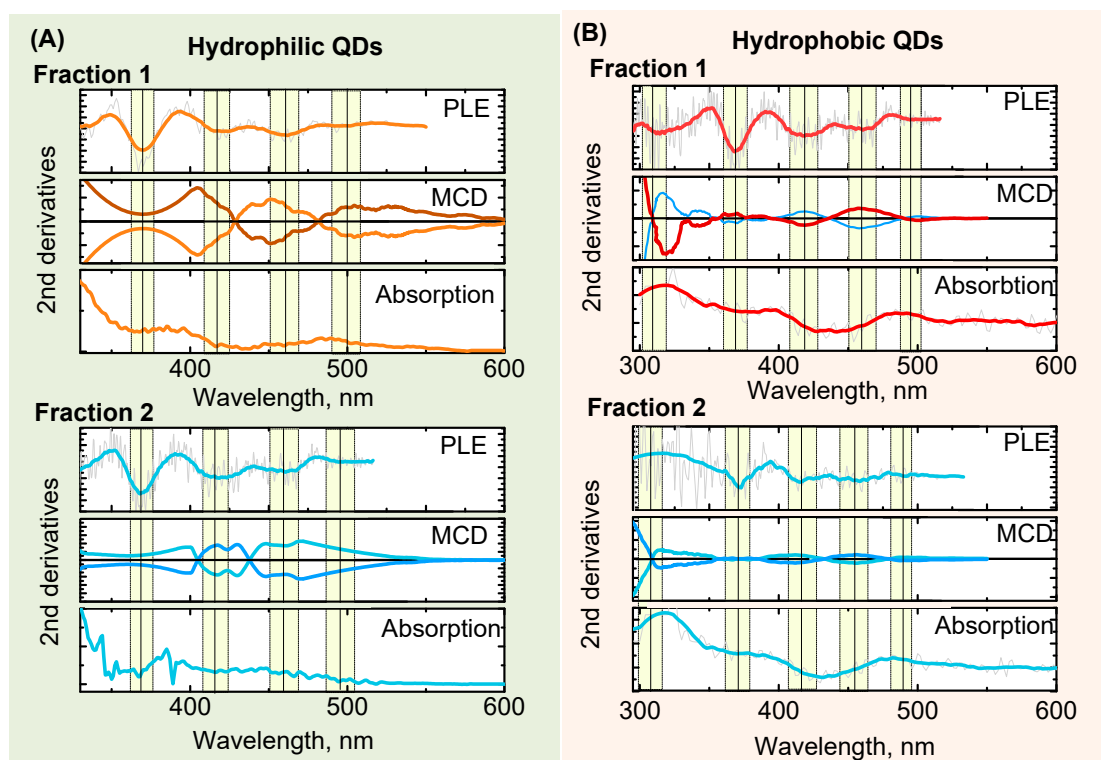 (A)
Hydrophilic QDs
Fraction 1
PLE
MCD
Absorption
2nd derivatives
400
500
600
Wavelength, nm
Fraction 2
PLE
MCD
Absorption
2nd derivatives
400
500
600
Wavelength, nm
(B)
Hydrophobic QDs
Fraction 1
PLE
MCD
Absorbtion
2nd derivatives
300
400
500
600
Wavelength, nm
Fraction 2
PLE
MCD
Absorption
2nd derivatives
300
400
500
600
Wavelength, nm